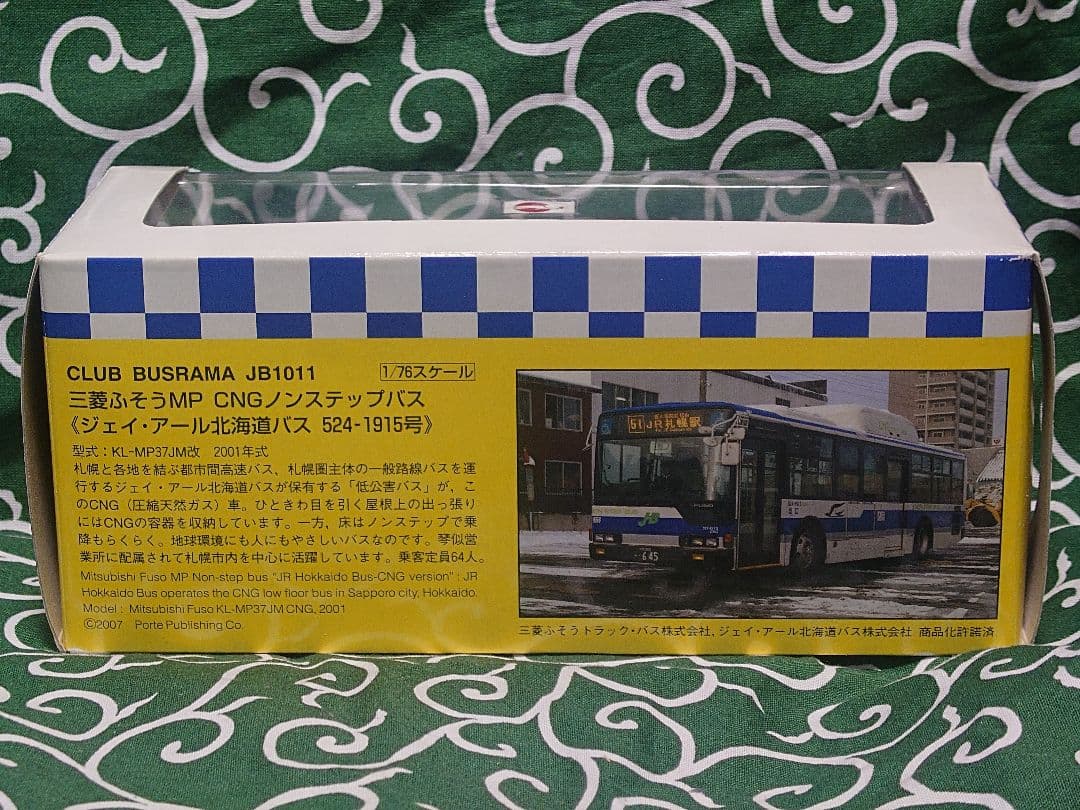 CLUB BUSRAMA JB1011
1/76スケール
三菱ふそうMP CNGノンステップバス
《ジェイ・アール北海道バス 524-1915号》
型式:KL-MP37JM改 2001年式
札幌と各地を結ぶ都市間高速バス、札幌圏主体の一般路線バスを運
行するジェイ・アール北海道バスが保有する「低公害バス」が、こ
のCNG(圧縮天然ガス)車。ひときわ目を引く屋根上の出っ張り
にはCNGの容器を収納しています。一方、床はノンステップで乗
降もらくらく。地球環境にも人にもやさしいバスなのです。琴似営
業所に配属されて札幌市内を中心に活躍しています。乗客定員64人。
Mitsubishi Fuso MP Non-step bus "JR Hokkaido Bus-CNG version" : JR
Hokkaido Bus operates the CNG low floor bus in Sapporo city, Hokkaido.
Model : Mitsubishi Fuso KL-MP37JM CNG, 2001
©2007 Porte Publishing Co.
51 JR札幌駅
JB
645
三菱ふそうトラック・バス株式会社、ジェイ・アール北海道バス株式会社 商品化許諾済